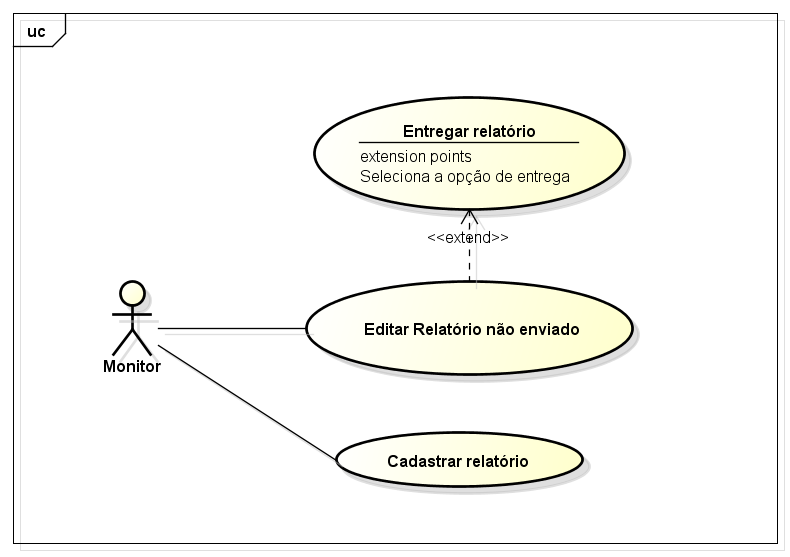 uc
Entregar relatório
extension points
Seleciona a opção de entrega
<<extend>>
Editar Relatório não enviado
Monitor
Cadastrar relatório